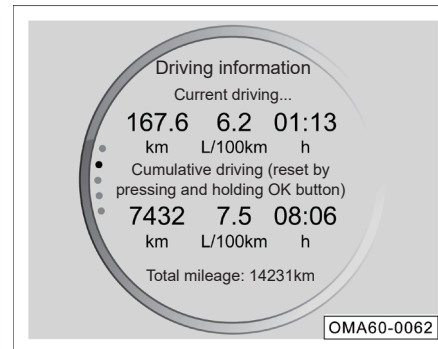 Driving information
Current driving...
167.6 6.2 01:13
km L/100km h
Cumulative driving (reset by
pressing and holding OK button)
7432 7.5 08:06
km L/100km h
Total mileage: 14231km
OMA60-0062